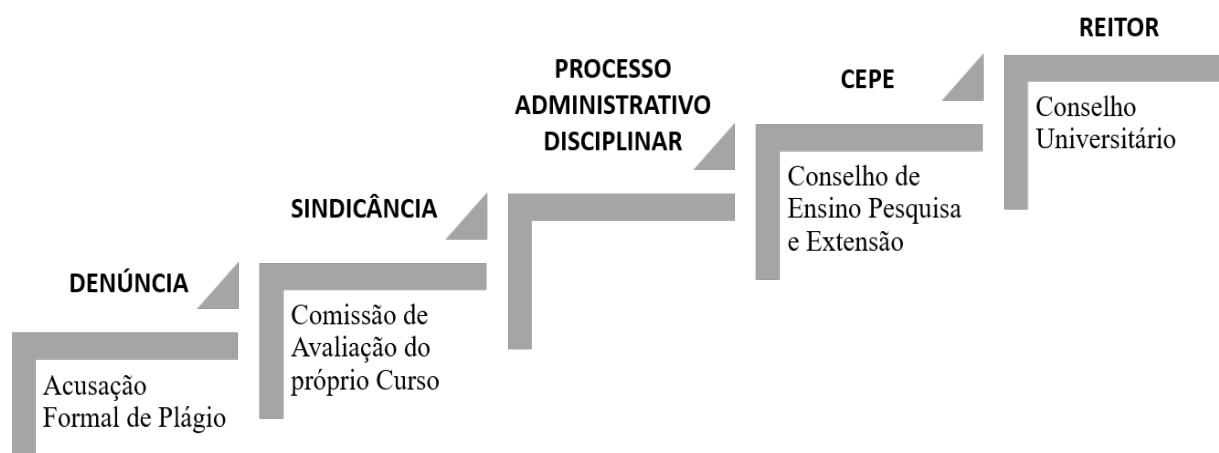 DENÚNCIA
Acusação
Formal de Plágio
SINDICÂNCIA
Comissão de
Avaliação do
próprio Curso
PROCESSO
ADMINISTRATIVO
DISCIPLINAR
CEPE
Conselho de
Ensino Pesquisa
e Extensão
REITOR
Conselho
Universitário